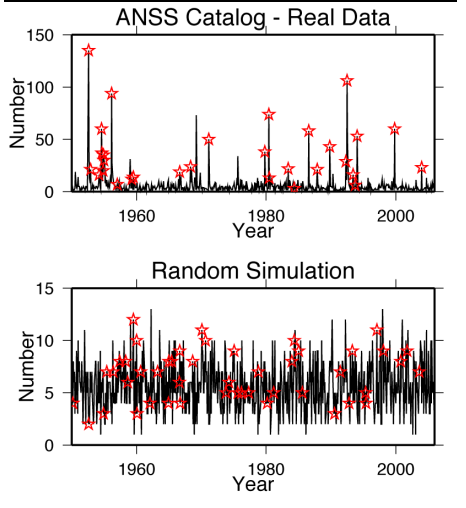 ANSS Catalog - Real Data
150
100
50
0
Number
1960 1980 2000
Year
Random Simulation
15
10
5
0
Number
1960 1980 2000
Year